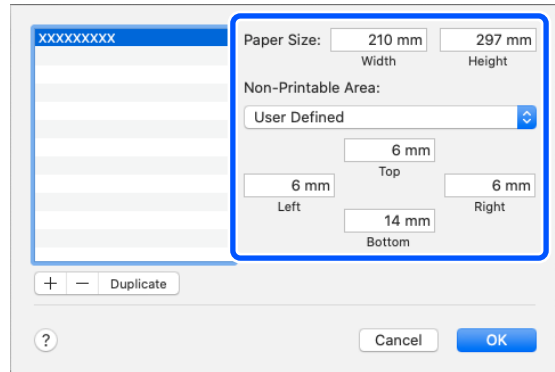 XXXXXXXXX
Paper Size: 210 mm 297 mm
Width Height
Non-Printable Area:
User Defined
6 mm
Top
6 mm 6 mm
Left Right
14 mm
Bottom
+ − Duplicate
? Cancel OK